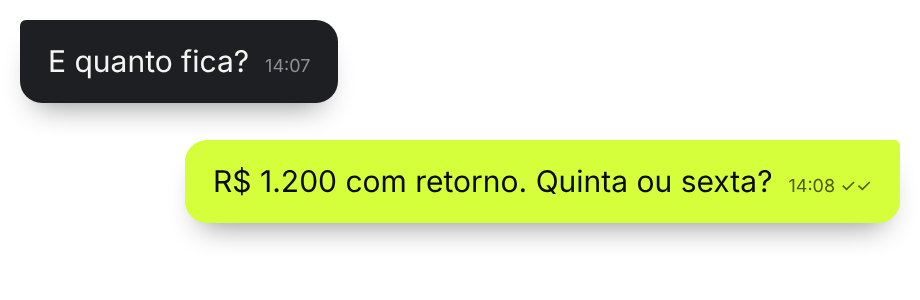 E quanto fica? 14:07
R$ 1.200 com retorno. Quinta ou sexta? 14:08 ✓✓